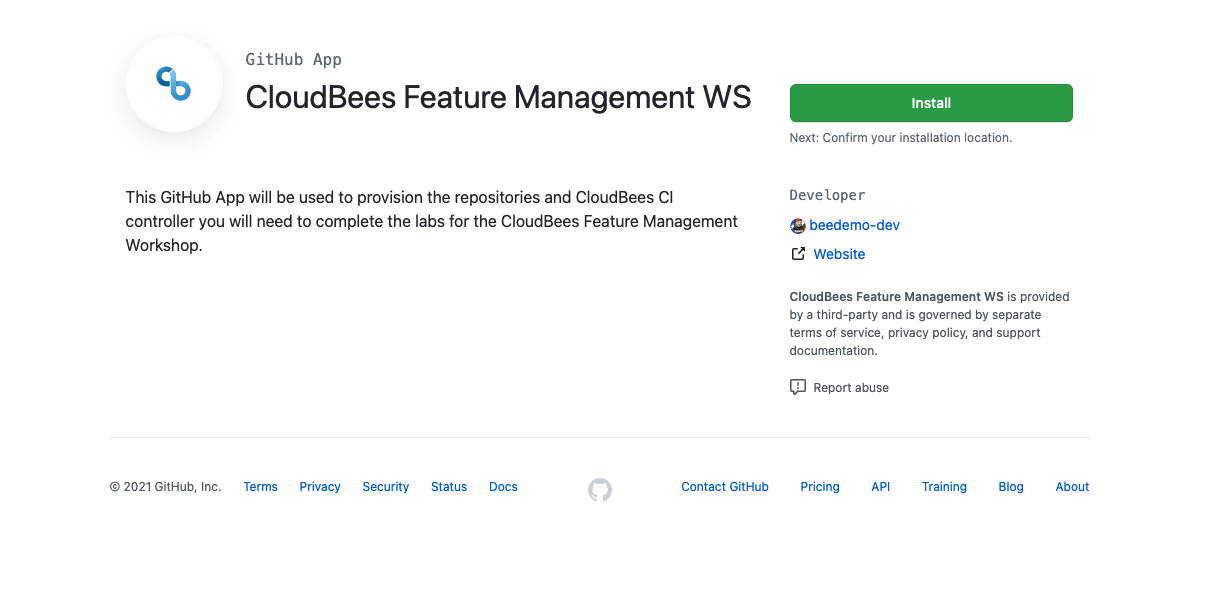 GitHub App
CloudBees Feature Management WS
Install
Next: Confirm your installation location.
This GitHub App will be used to provision the repositories and CloudBees CI
controller you will need to complete the labs for the CloudBees Feature Management
Workshop.
Developer
beedemo-dev
Website
CloudBees Feature Management WS is provided
by a third-party and is governed by separate
terms of service, privacy policy, and support
documentation.
Report abuse
© 2021 GitHub, Inc. Terms Privacy Security Status Docs Contact GitHub Pricing API Training Blog About